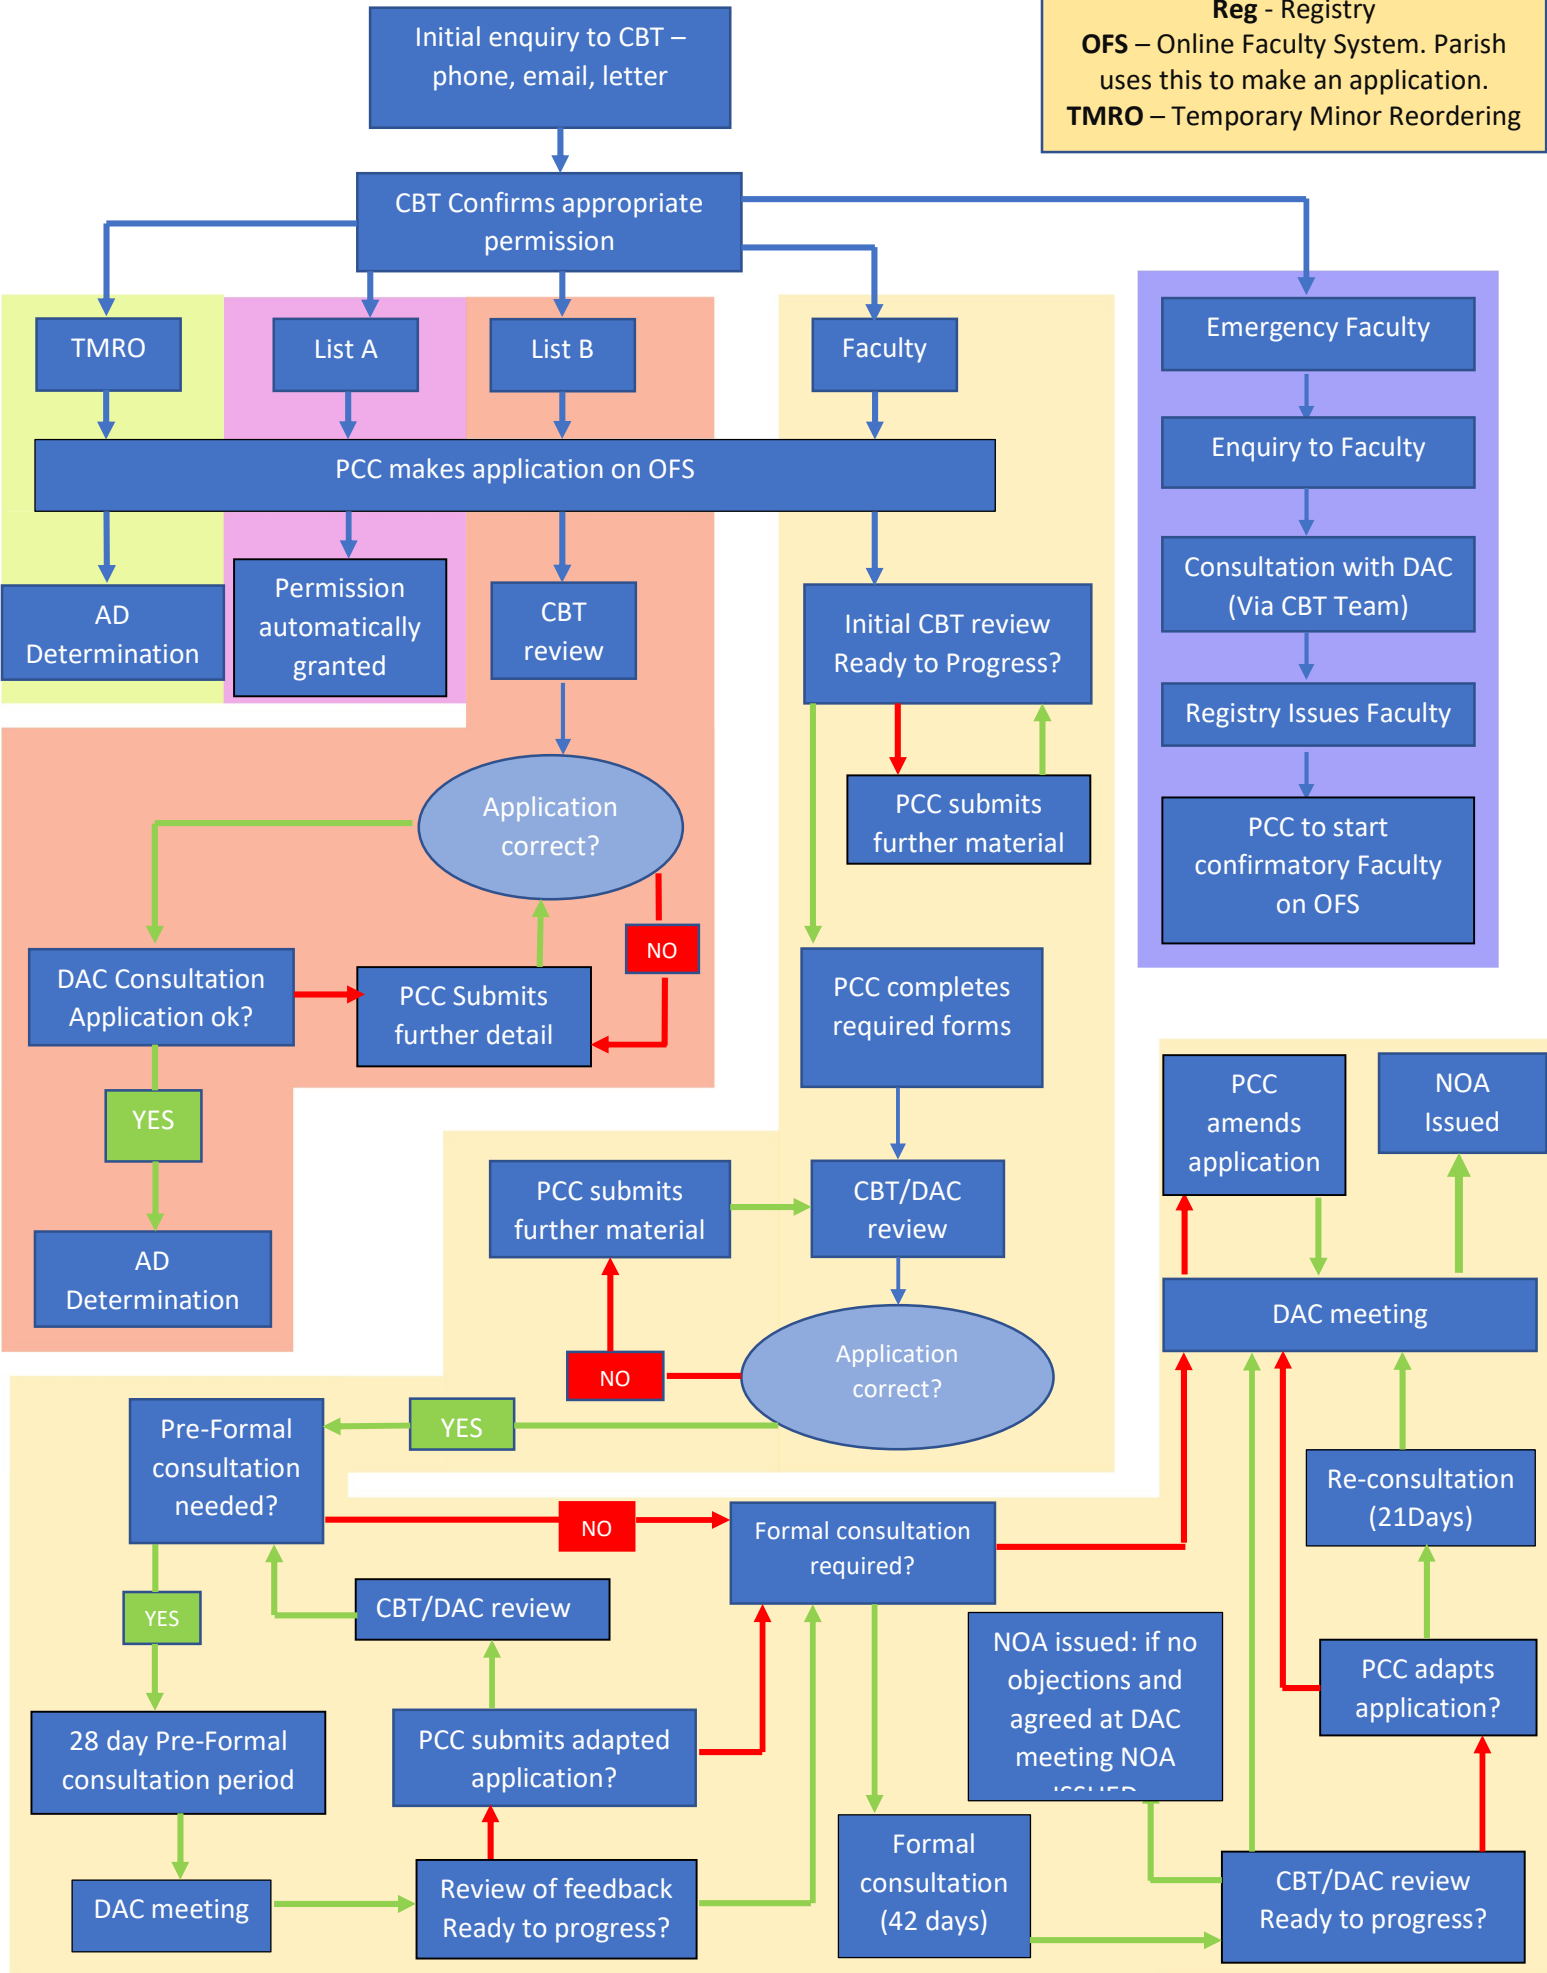 Reg - Registry
OFS – Online Faculty System. Parish
uses this to make an application.
TMRO – Temporary Minor Reordering
Initial enquiry to CBT –
phone, email, letter
CBT Confirms appropriate
permission
TMRO
List A
List B
Faculty
Emergency Faculty
Enquiry to Faculty
PCC makes application on OFS
Consultation with DAC
(Via CBT Team)
AD
Determination
Permission
automatically
granted
CBT
review
Initial CBT review
Ready to Progress?
Registry Issues Faculty
Application
correct?
PCC submits
further material
PCC to start
confirmatory Faculty
on OFS
NO
DAC Consultation
Application ok?
PCC Submits
further detail
PCC completes
required forms
YES
PCC
amends
application
NOA
Issued
PCC submits
further material
CBT/DAC
review
AD
Determination
DAC meeting
Application
correct?
NO
YES
Pre-Formal
consultation
needed?
Re-consultation
(21Days)
NO
Formal consultation
required?
YES
CBT/DAC review
NOA issued: if no
objections and
agreed at DAC
meeting NOA
ISSUED
PCC adapts
application?
28 day Pre-Formal
consultation period
PCC submits adapted
application?
Formal
consultation
(42 days)
DAC meeting
Review of feedback
Ready to progress?
CBT/DAC review
Ready to progress?